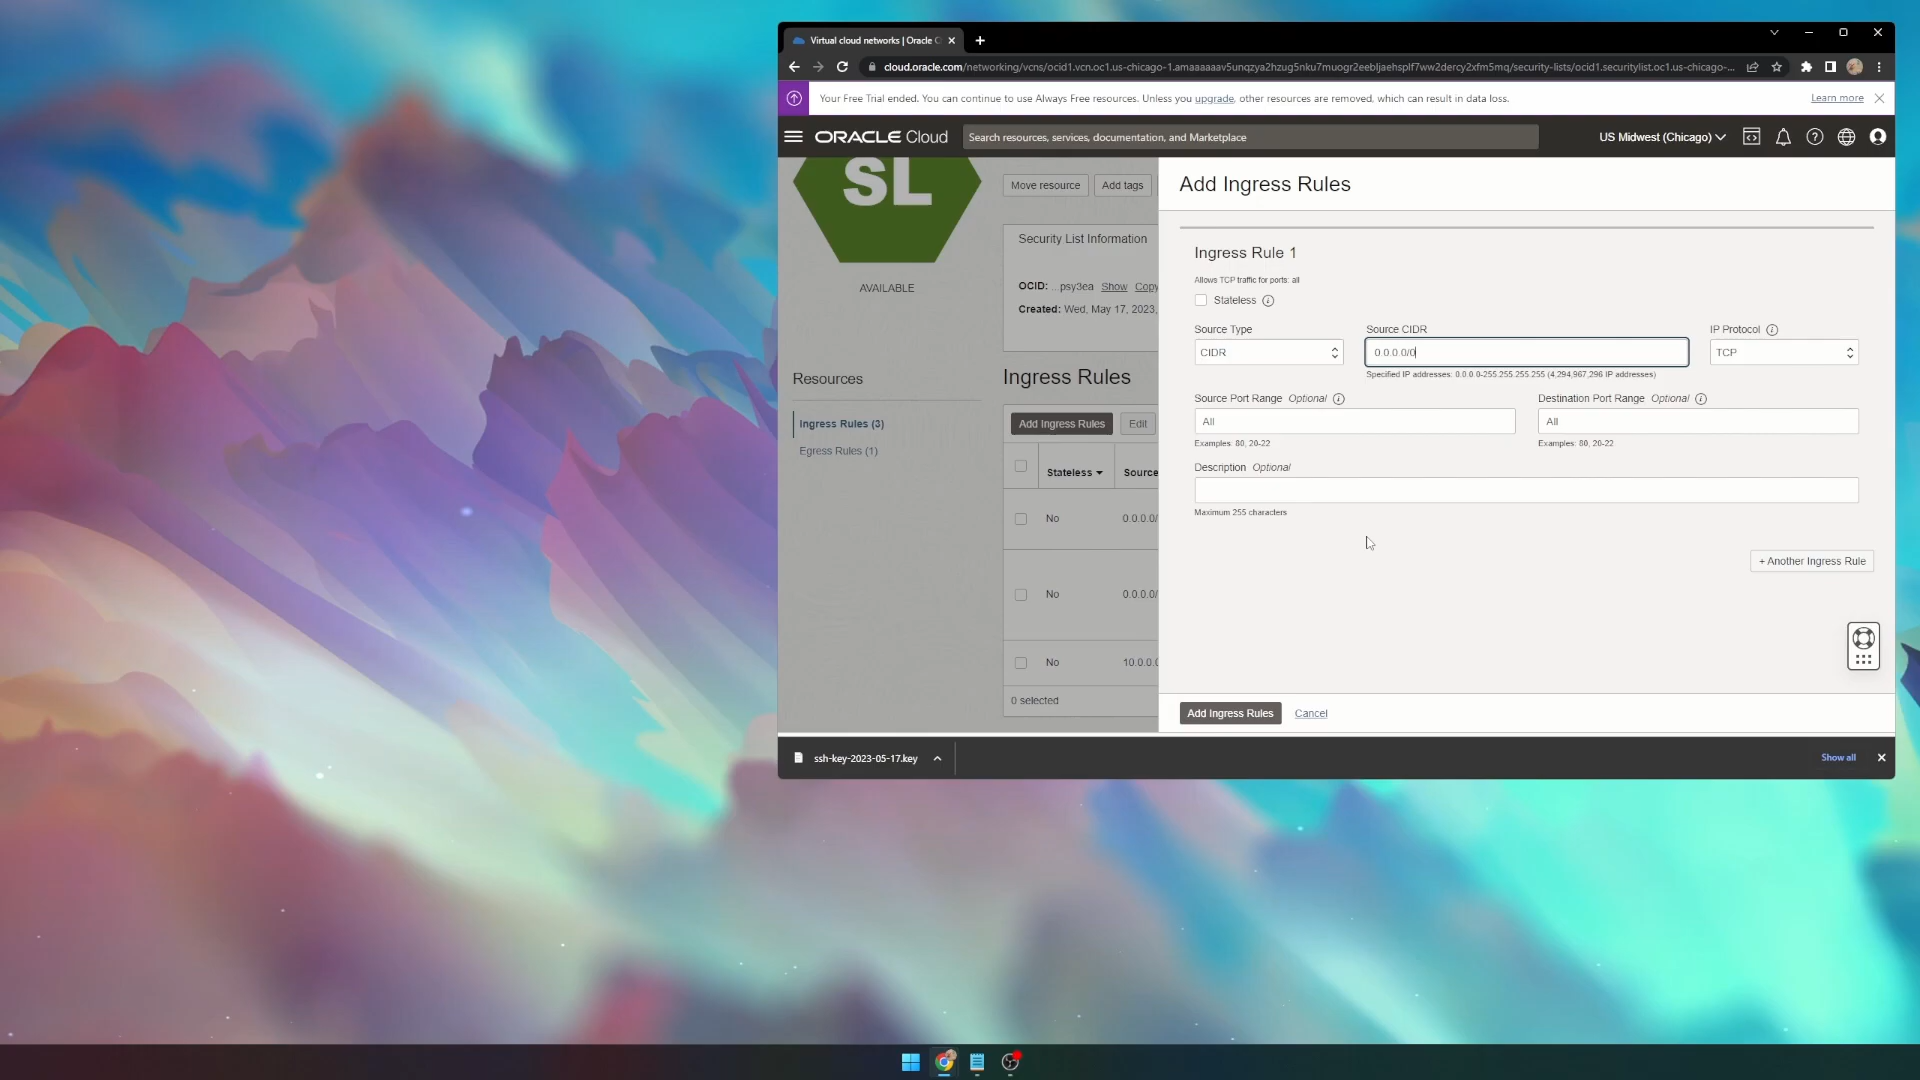 Virtual cloud networks | Oracle C
cloud.oracle.com/networking/vcns/ocid1.vcn.oc1.us-chicago-1.amaaaaaav5unqzya2hzug5nku7muogr2eebljaehsplf7ww2dercy2xfm5mq/security-lists/ocid1.securitylist.oc1.us-chicago-...
Your Free Trial ended. You can continue to use Always Free resources. Unless you upgrade, other resources are removed, which can result in data loss.
Learn more
ORACLE Cloud
Search resources, services, documentation, and Marketplace
US Midwest (Chicago)
SL
AVAILABLE
Move resource
Add tags
Security List Information
OCID: ...psy3ea Show Copy
Created: Wed, May 17, 2023,
Resources
Ingress Rules (3)
Egress Rules (1)
Ingress Rules
Add Ingress Rules
Edit
Stateless
Source
No
0.0.0.0/
No
0.0.0.0/
No
10.0.0.0
0 selected
Add Ingress Rules
Ingress Rule 1
Allows TCP traffic for ports: all
Stateless
Source Type
Source CIDR
IP Protocol
CIDR
0.0.0.0/0
TCP
Specified IP addresses: 0.0.0.0-255.255.255.255 (4,294,967,296 IP addresses)
Source Port Range Optional
Destination Port Range Optional
All
All
Examples: 80, 20-22
Examples: 80, 20-22
Description Optional
Maximum 255 characters
+ Another Ingress Rule
Add Ingress Rules
Cancel
ssh-key-2023-05-17.key
Show all